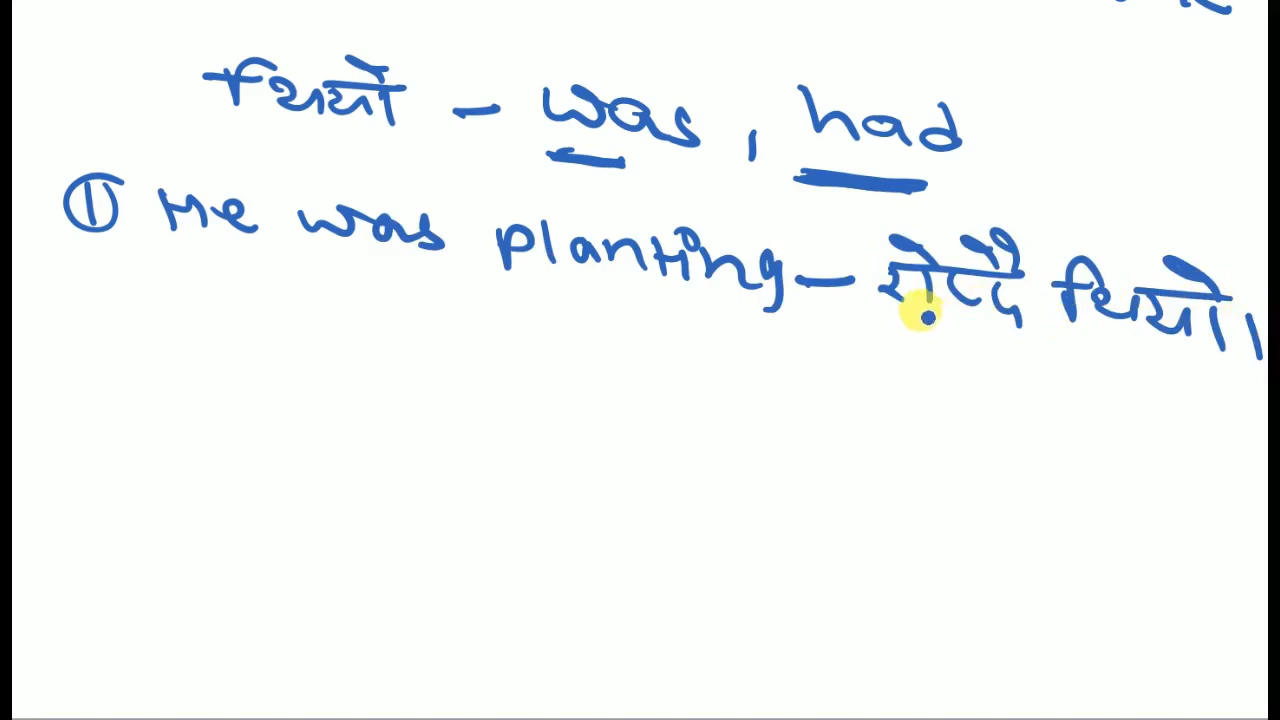 थियो - was, had
① He was planting - रोप्दै थियो।